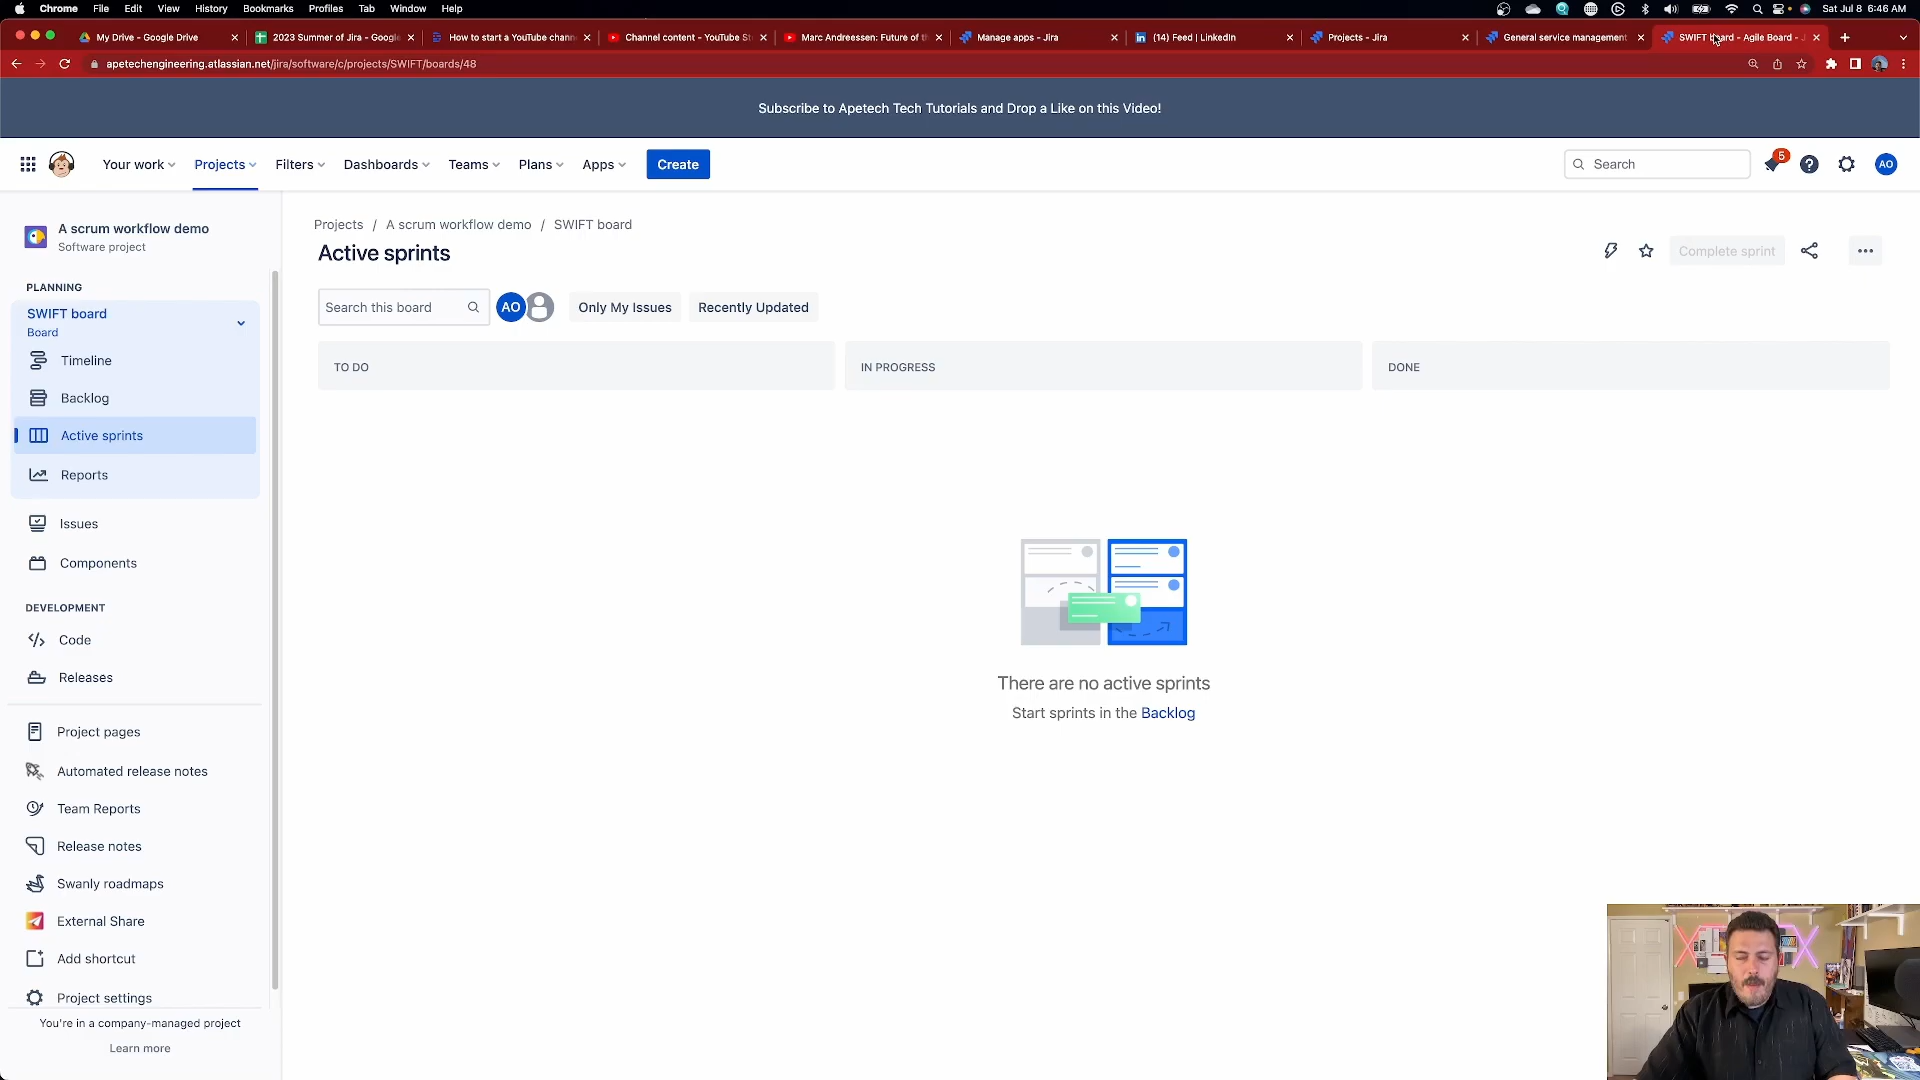 Chrome File Edit View History Bookmarks Profiles Tab Window Help
Sat Jul 8 6:46 AM
My Drive - Google Drive
2023 Summer of Jira - Google
How to start a YouTube chann
Channel content - YouTube St
Marc Andreessen: Future of th
Manage apps - Jira
(14) Feed | LinkedIn
Projects - Jira
General service management
SWIFT board - Agile Board - J
apetechengineering.atlassian.net/jira/software/c/projects/SWIFT/boards/48
Subscribe to Apetech Tech Tutorials and Drop a Like on this Video!
Your work Projects Filters Dashboards Teams Plans Apps Create
Search
5
AO
A scrum workflow demo
Software project
PLANNING
SWIFT board
Board
Timeline
Backlog
Active sprints
Reports
Issues
Components
DEVELOPMENT
Code
Releases
Project pages
Automated release notes
Team Reports
Release notes
Swanly roadmaps
External Share
Add shortcut
Project settings
You're in a company-managed project
Learn more
Projects / A scrum workflow demo / SWIFT board
Active sprints
Complete sprint
Search this board
AO
Only My Issues
Recently Updated
TO DO
IN PROGRESS
DONE
There are no active sprints
Start sprints in the Backlog